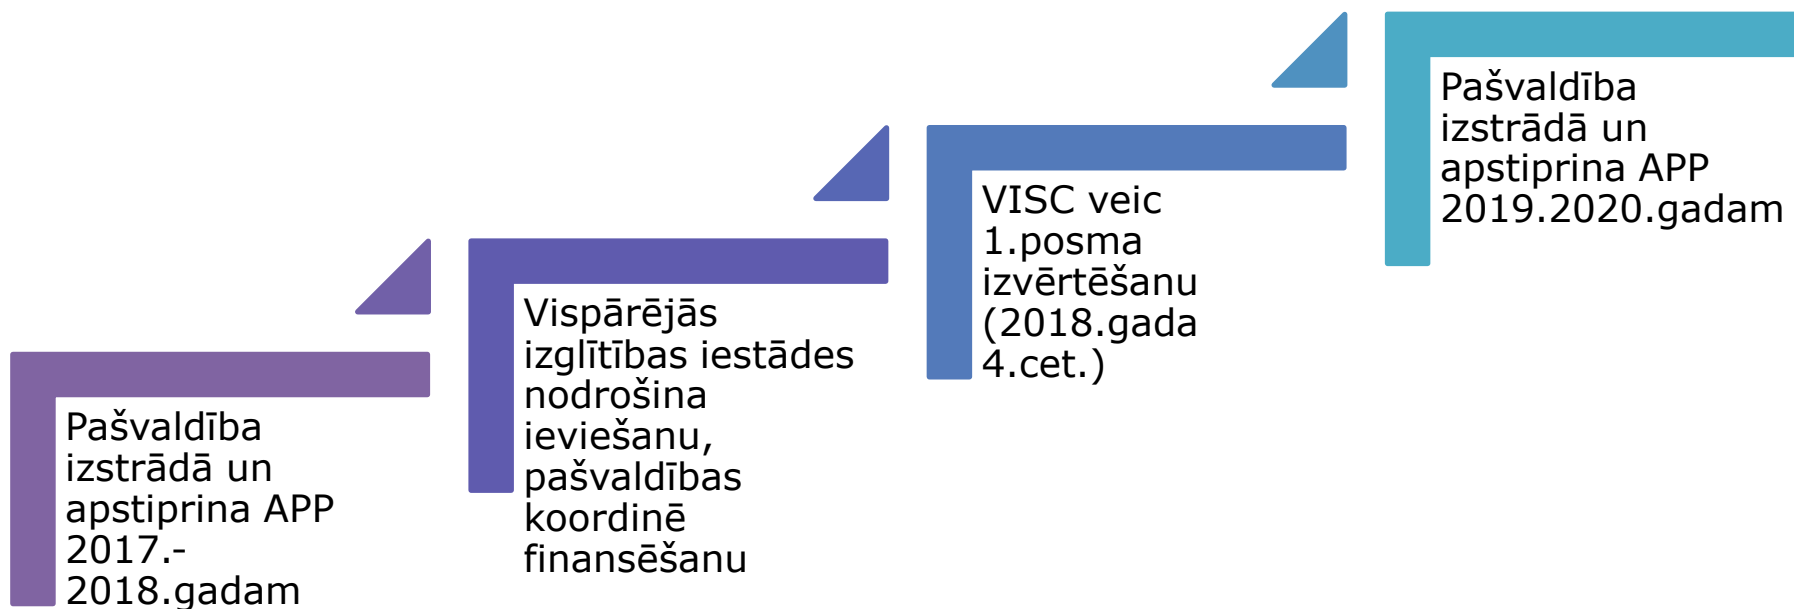 Pašvaldība
izstrādā un
apstiprina APP
2017.-
2018.gadam
Vispārējās
izglītības iestādes
nodrošina
ieviešanu,
pašvaldības
koordinē
finansēšanu
VISC veic
1.posma
izvērtēšanu
(2018.gada
4.cet.)
Pašvaldība
izstrādā un
apstiprina APP
2019.2020.gadam